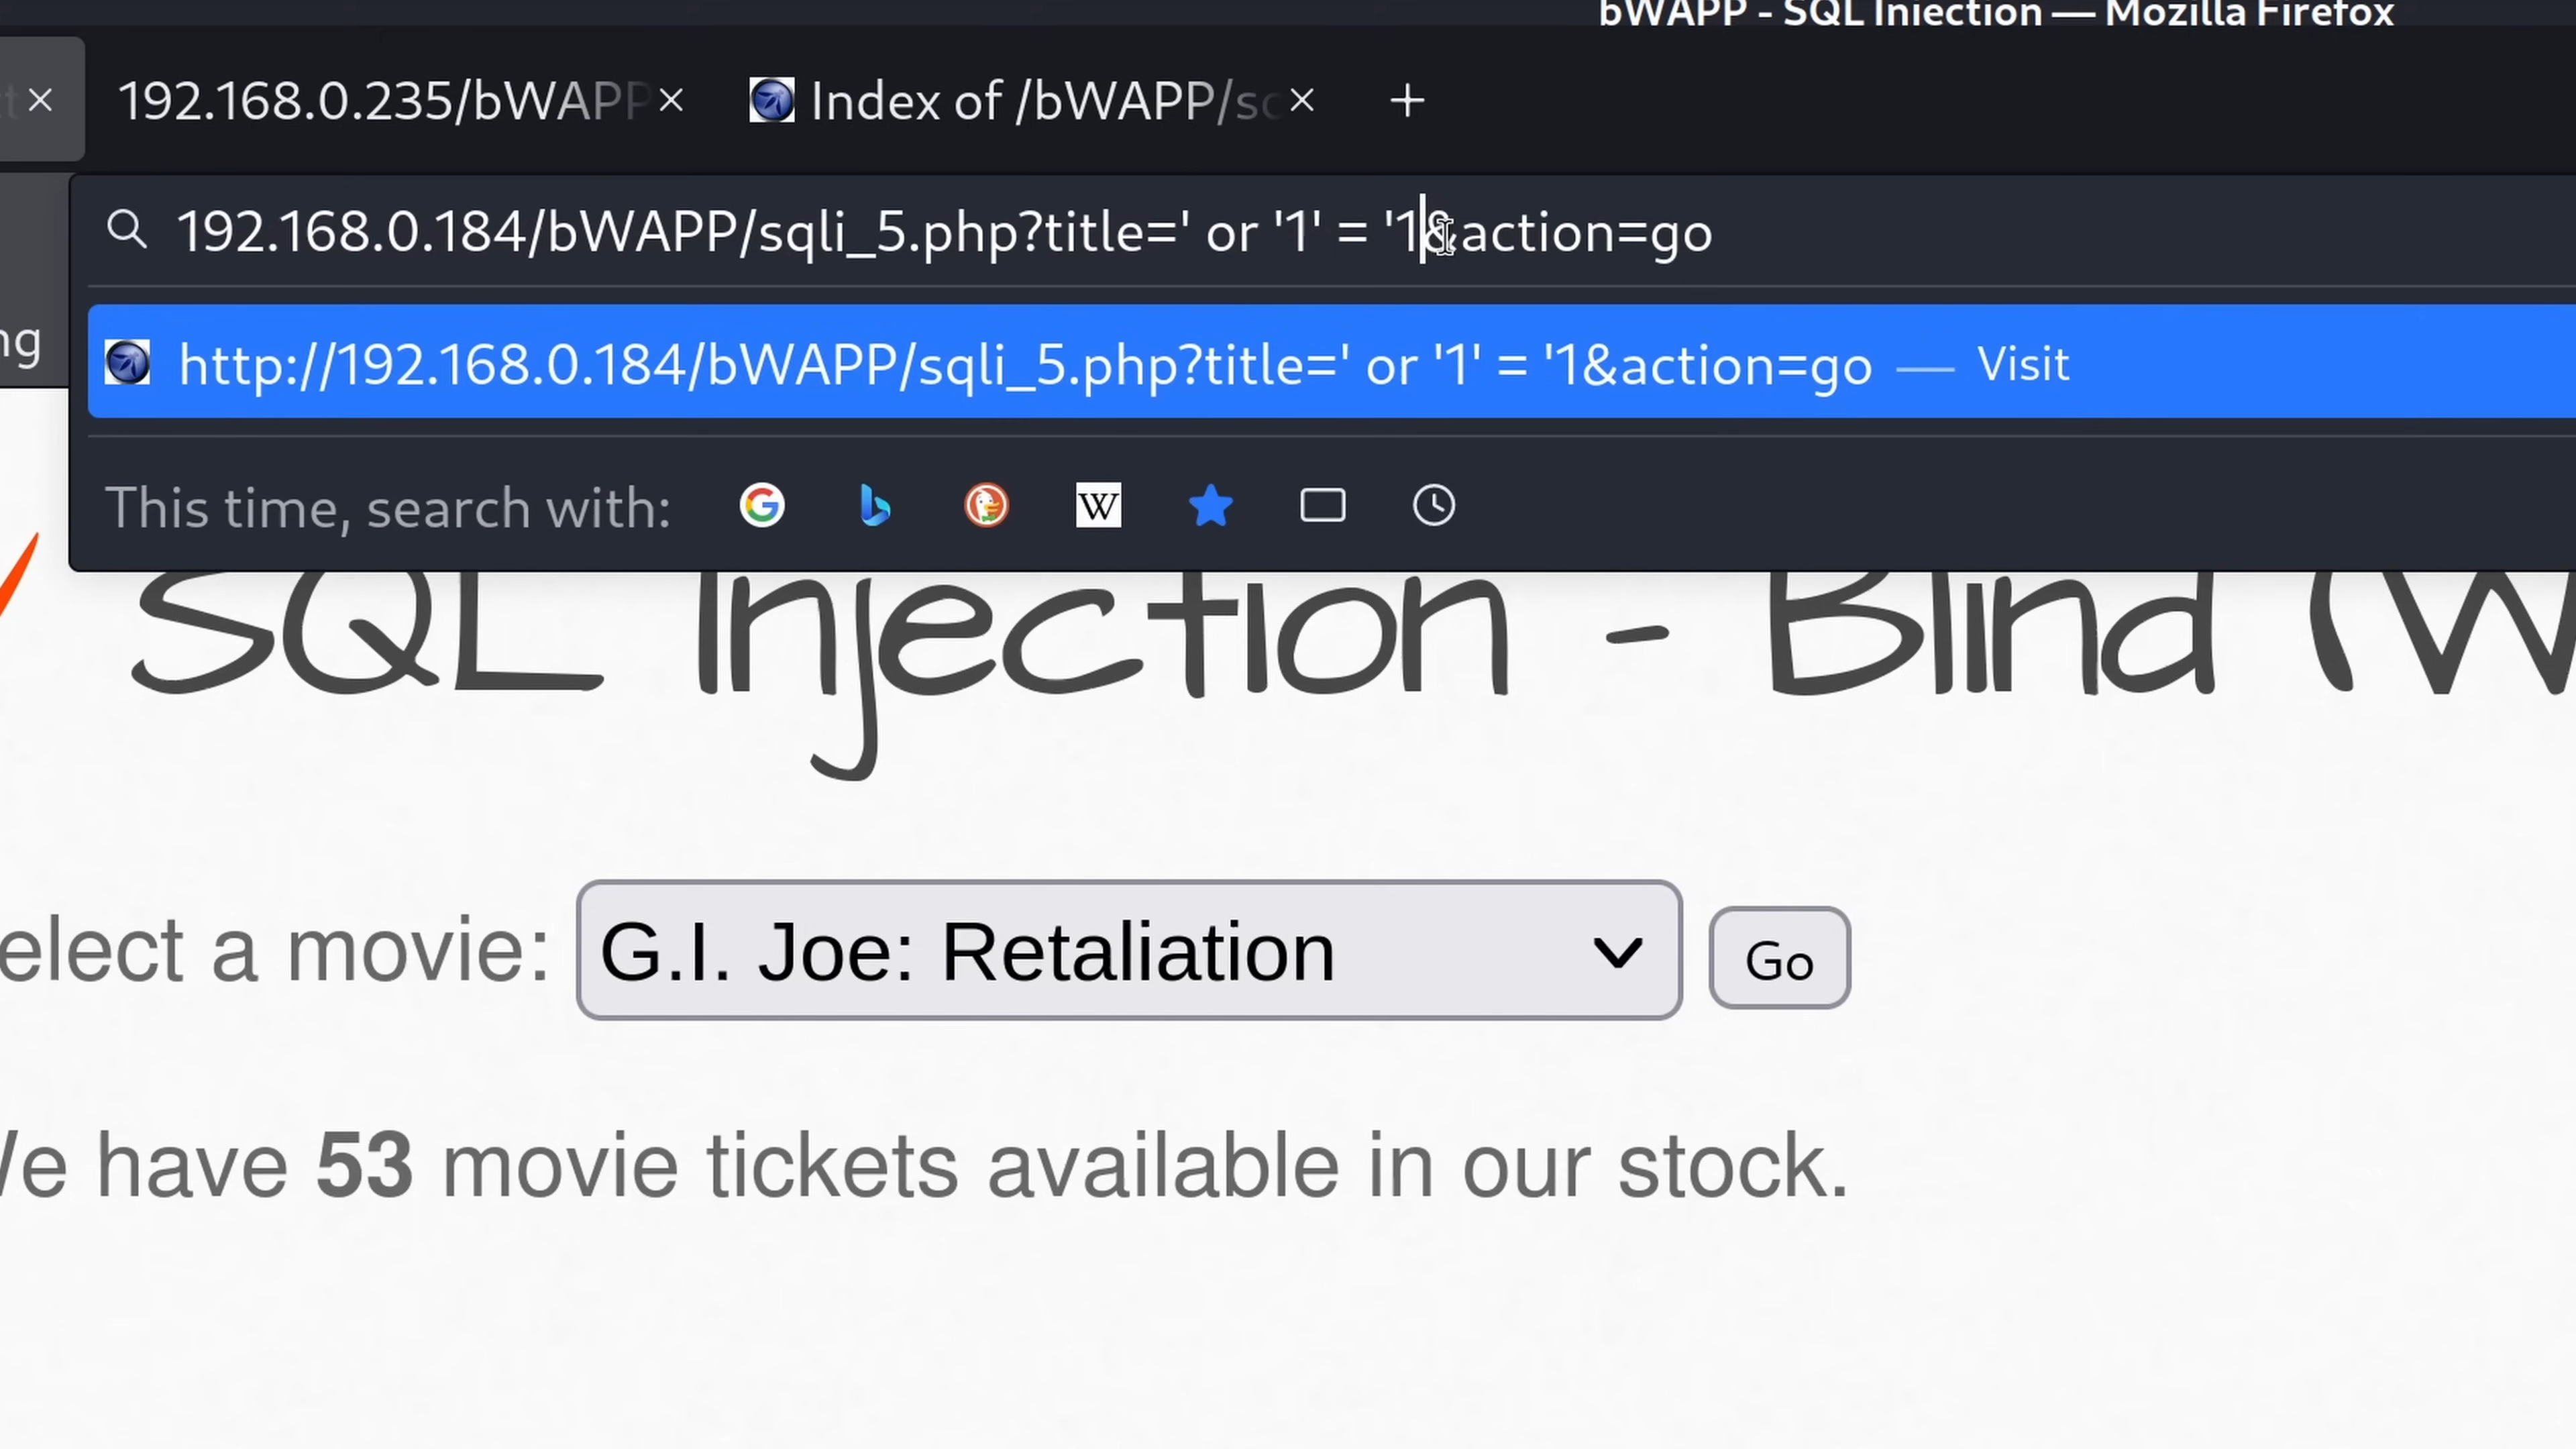 bWAPP - SQL Injection — Mozilla Firefox
192.168.0.235/bWAPP
Index of /bWAPP/sc
192.168.0.184/bWAPP/sqli_5.php?title=' or '1' = '1&action=go
http://192.168.0.184/bWAPP/sqli_5.php?title=' or '1' = '1&action=go — Visit
ng
This time, search with:
SQL Injection - Blind (W
elect a movie: G.I. Joe: Retaliation Go
We have 53 movie tickets available in our stock.